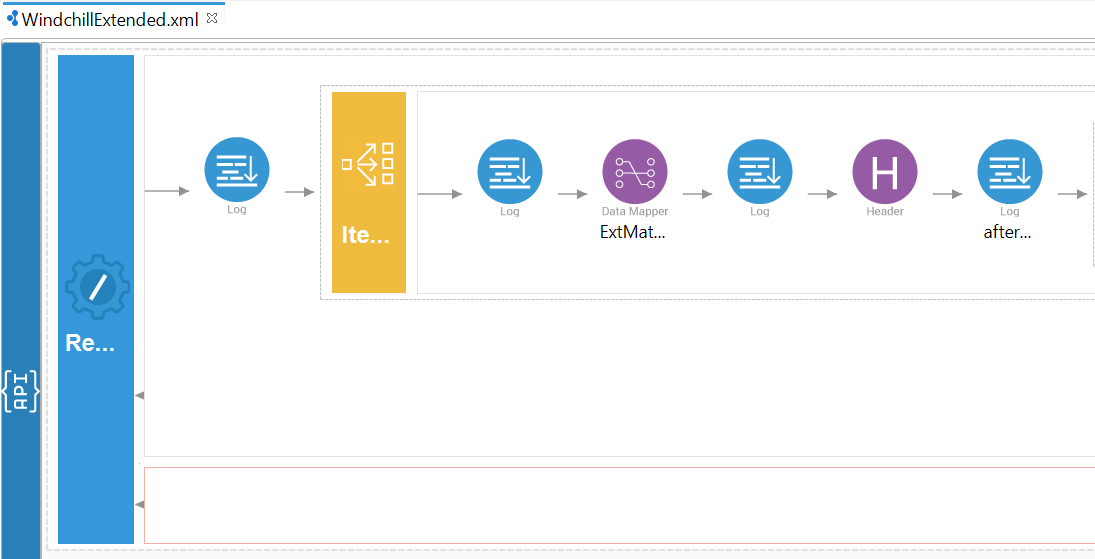 WindchillExtended.xml
API
Re...
Log
Ite...
Log
Data Mapper
ExtMat...
Log
H
Header
Log
after...